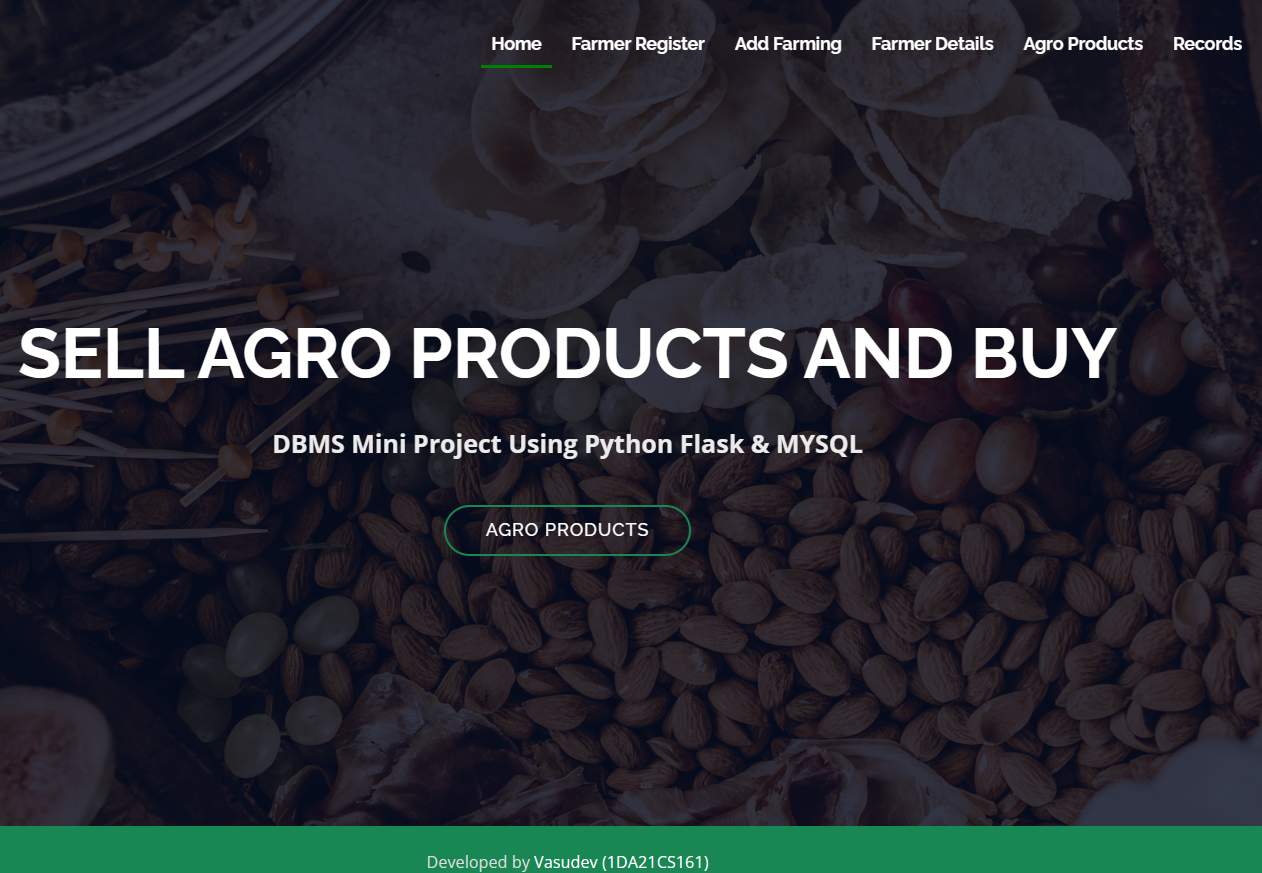 Home Farmer Register Add Farming Farmer Details Agro Products Records
SELL AGRO PRODUCTS AND BUY
DBMS Mini Project Using Python Flask & MYSQL
AGRO PRODUCTS
Developed by Vasudev (1DA21CS161)